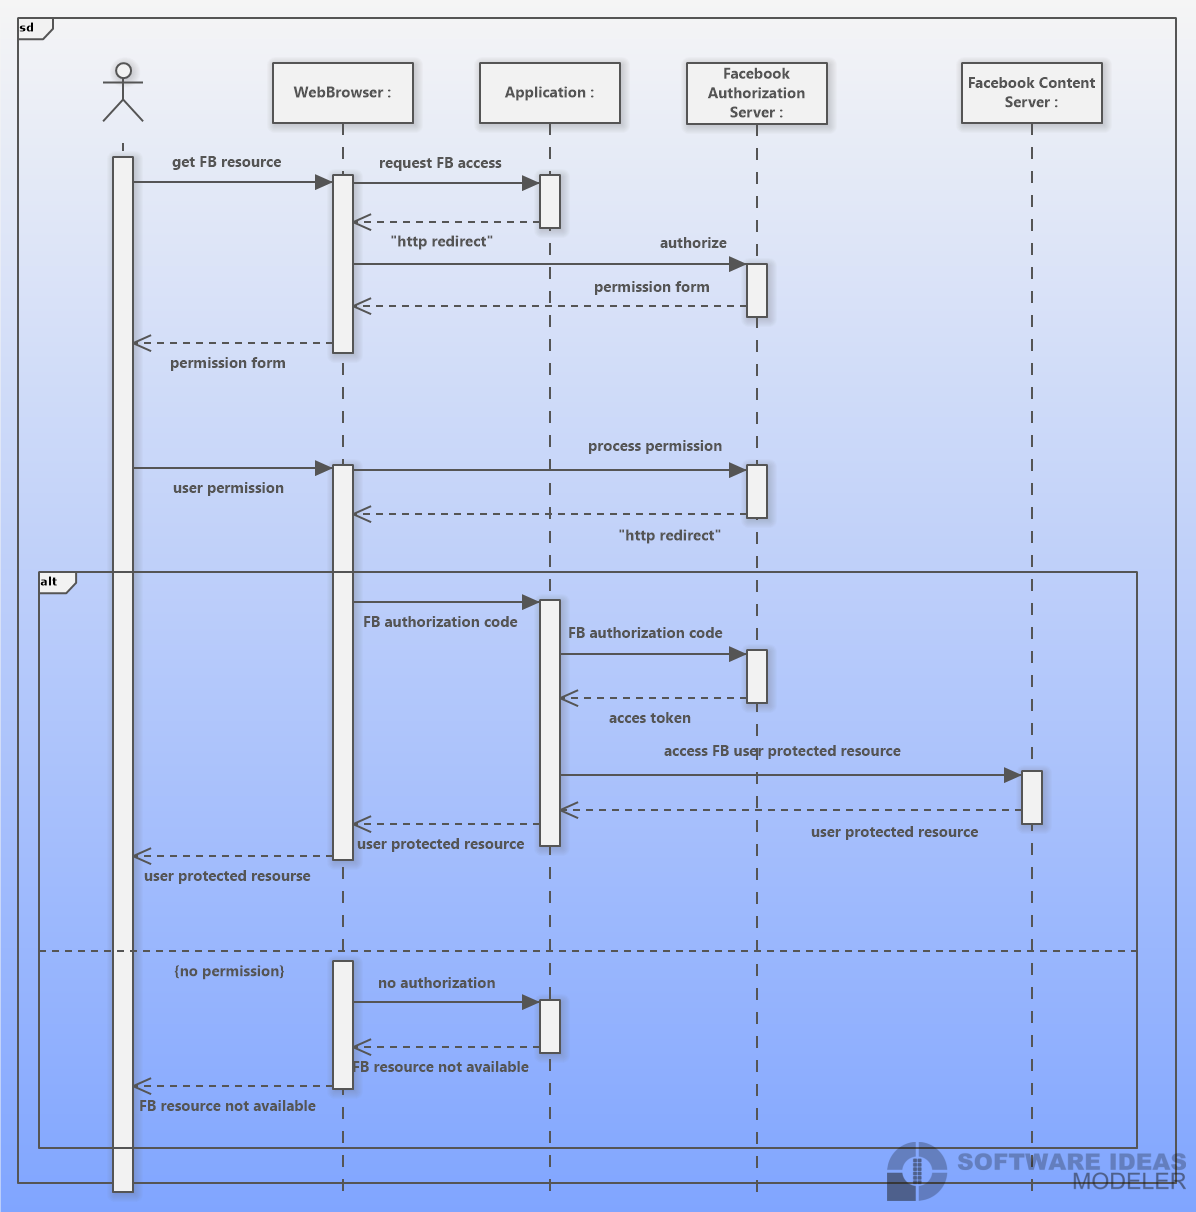 sd
WebBrowser :
Application :
Facebook
Authorization
Server :
Facebook Content
Server :
get FB resource
request FB access
"http redirect"
authorize
permission form
permission form
process permission
user permission
"http redirect"
alt
FB authorization code
FB authorization code
acces token
access FB user protected resource
user protected resource
user protected resource
user protected resourse
{no permission}
no authorization
FB resource not available
FB resource not available
SOFTWARE IDEAS
MODELER